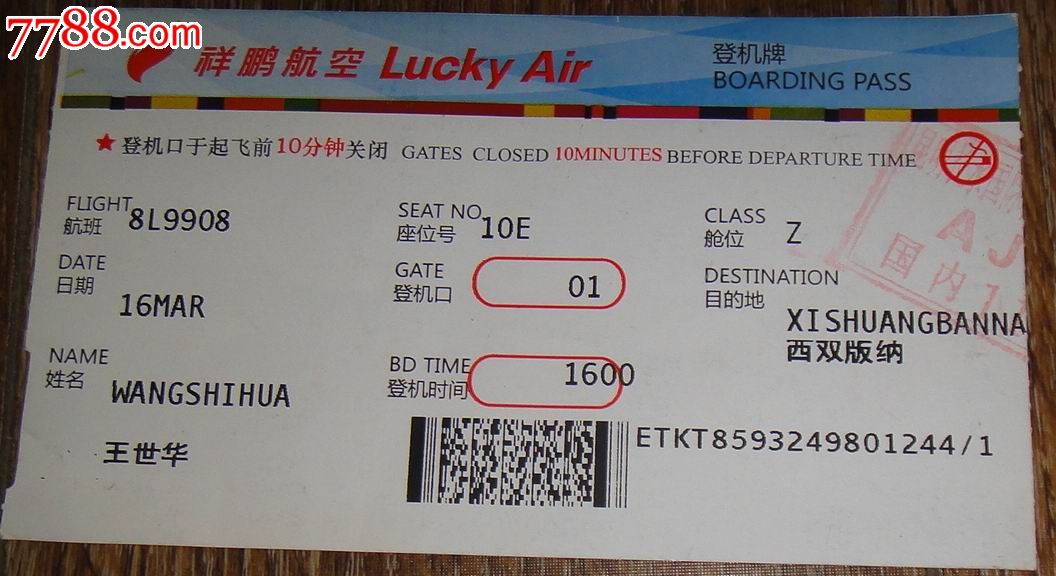 7788.com
祥鹏航空 Lucky Air
登机牌
BOARDING PASS
★ 登机口于起飞前10分钟关闭 GATES CLOSED 10MINUTES BEFORE DEPARTURE TIME
FLIGHT
航班 8L9908
SEAT NO
座位号 10E
CLASS
舱位 Z
DATE
日期
16MAR
GATE
登机口 01
DESTINATION
目的地
XISHUANGBANNA
西双版纳
NAME
姓名
WANGSHIHUA
王世华
BD TIME
登机时间 1600
ETKT8593249801244/1
AJ
国内1